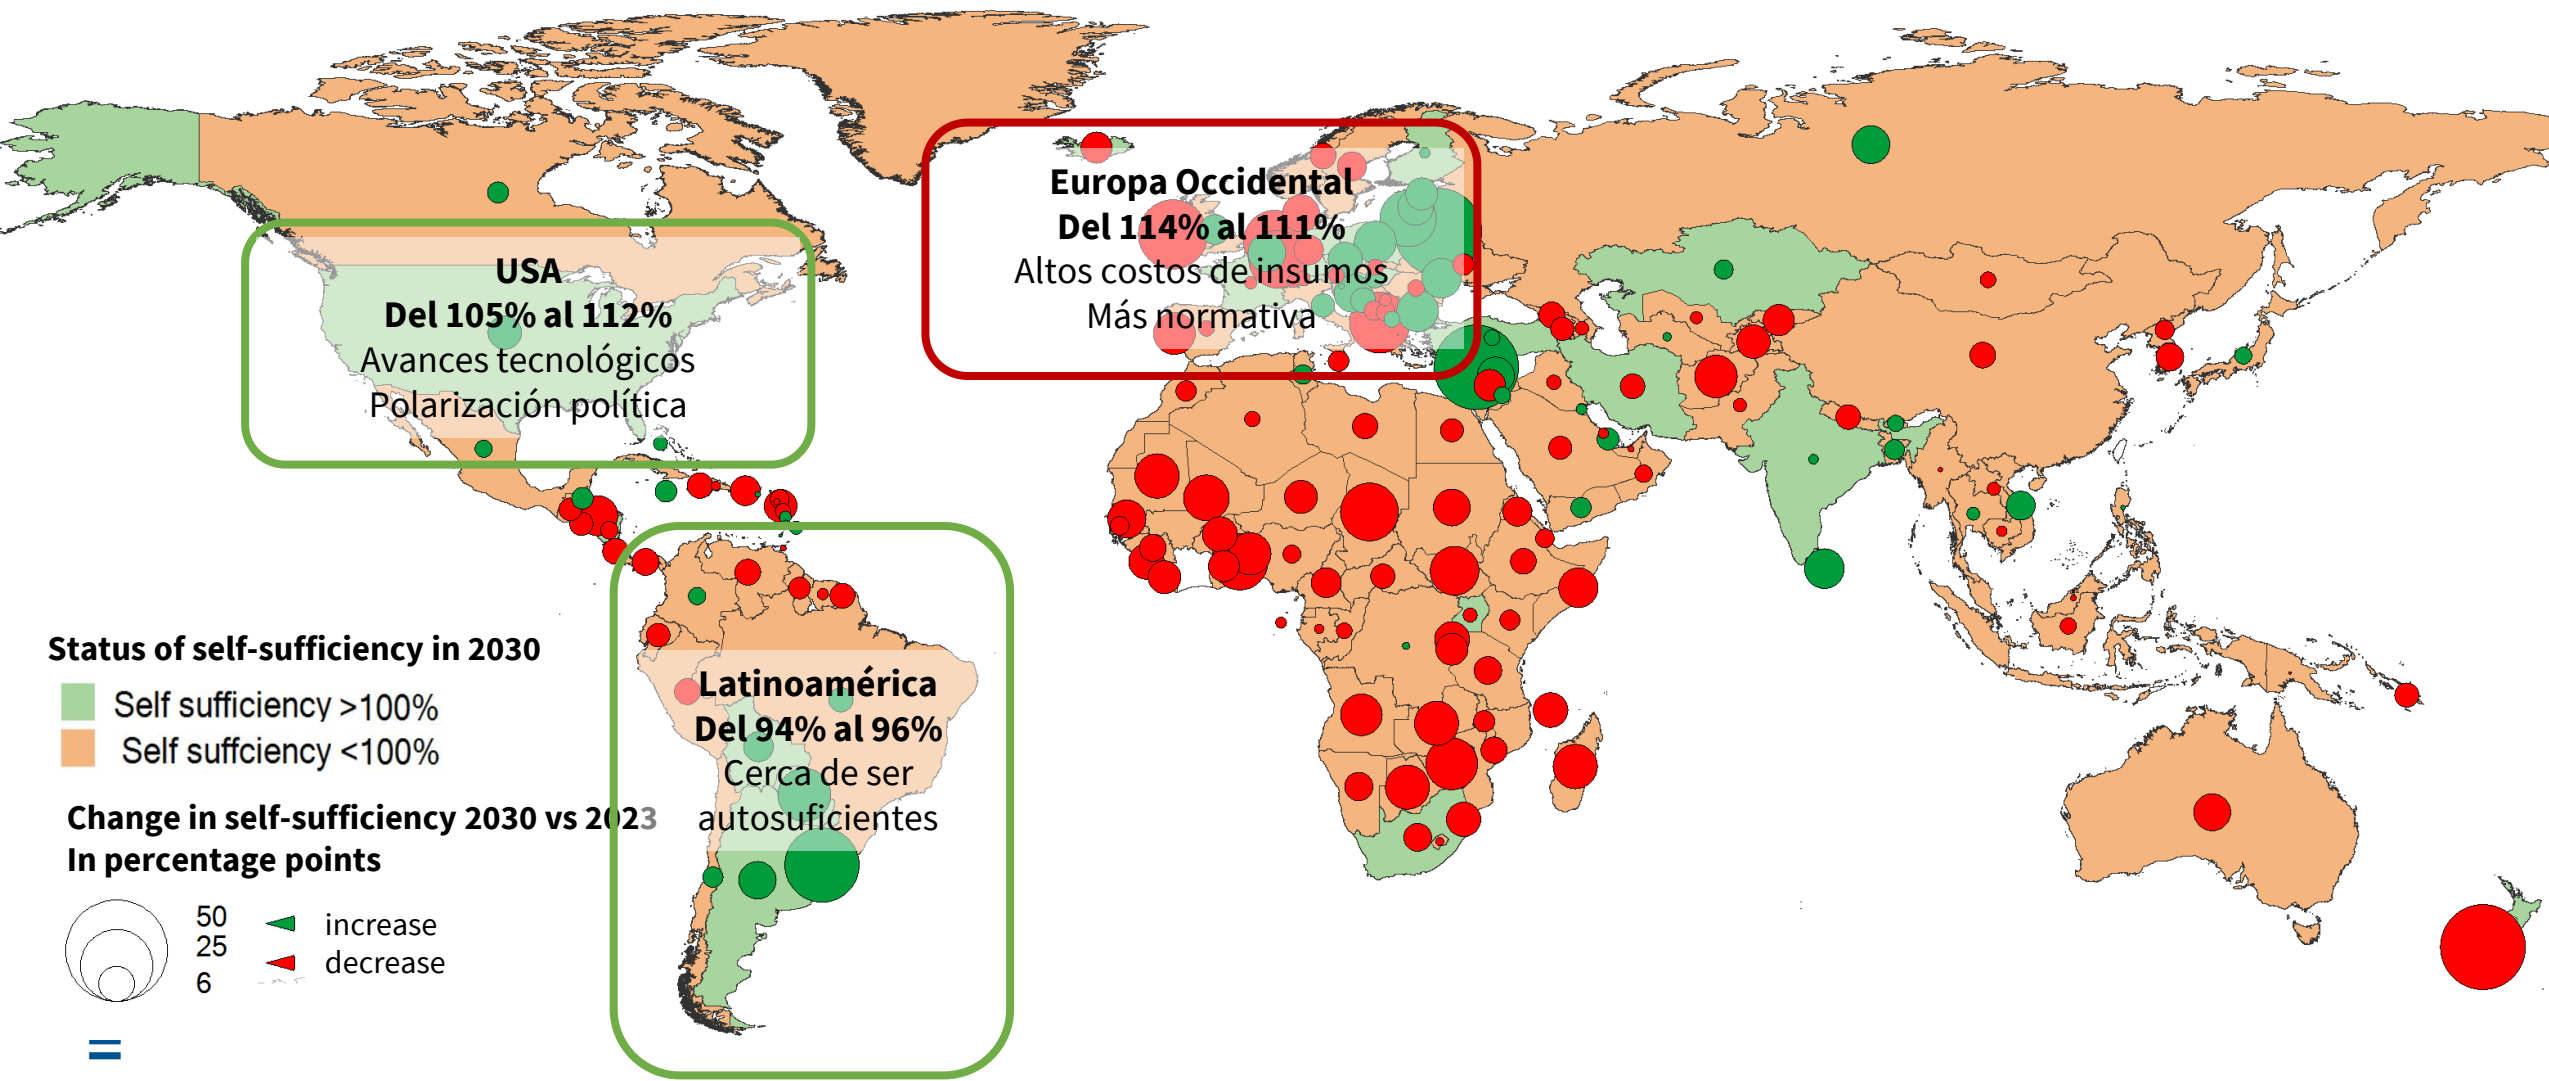 USA
Del 105% al 112%
Avances tecnológicos
Polarización política
Europa Occidental
Del 114% al 111%
Altos costos de insumos
Más normativa
Latinoamérica
Del 94% al 96%
Cerca de ser
autosuficientes
Status of self-sufficiency in 2030
Self sufficiency >100%
Self suffciency <100%
Change in self-sufficiency 2030 vs 2023
In percentage points
50
25
6
increase
decrease